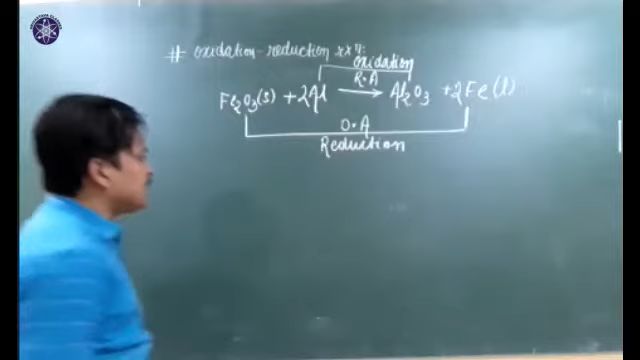 # oxidation-reduction rxn:
oxidation
R.A
Fe₂O₃(s) + 2Al → Al₂O₃ + 2Fe(l)
O.A
Reduction